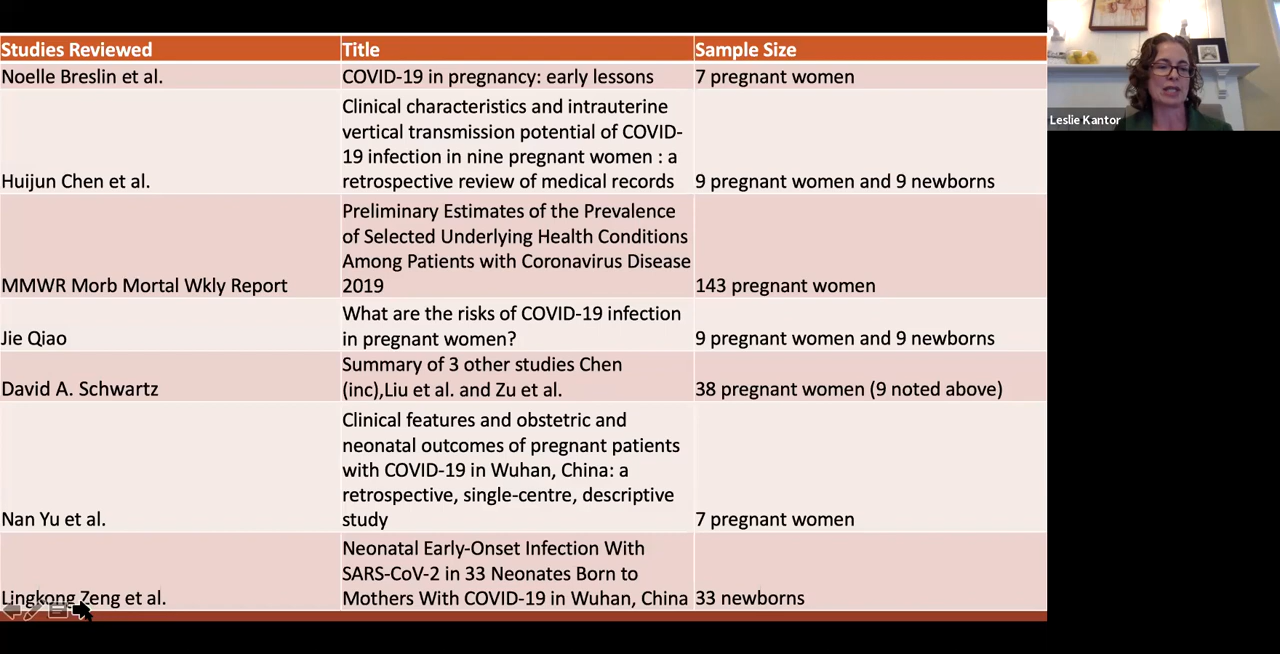 Studies Reviewed Title Sample Size
Noelle Breslin et al. COVID-19 in pregnancy: early lessons 7 pregnant women
Clinical characteristics and intrauterine
vertical transmission potential of COVID-
19 infection in nine pregnant women : a
Huijun Chen et al. retrospective review of medical records 9 pregnant women and 9 newborns
Preliminary Estimates of the Prevalence
of Selected Underlying Health Conditions
Among Patients with Coronavirus Disease
MMWR Morb Mortal Wkly Report 2019 143 pregnant women
What are the risks of COVID-19 infection
Jie Qiao in pregnant women? 9 pregnant women and 9 newborns
Summary of 3 other studies Chen
David A. Schwartz (inc),Liu et al. and Zu et al. 38 pregnant women (9 noted above)
Clinical features and obstetric and
neonatal outcomes of pregnant patients
with COVID-19 in Wuhan, China: a
retrospective, single-centre, descriptive
Nan Yu et al. study 7 pregnant women
Neonatal Early-Onset Infection With
SARS-CoV-2 in 33 Neonates Born to
Lingkong Zeng et al. Mothers With COVID-19 in Wuhan, China 33 newborns
Leslie Kantor